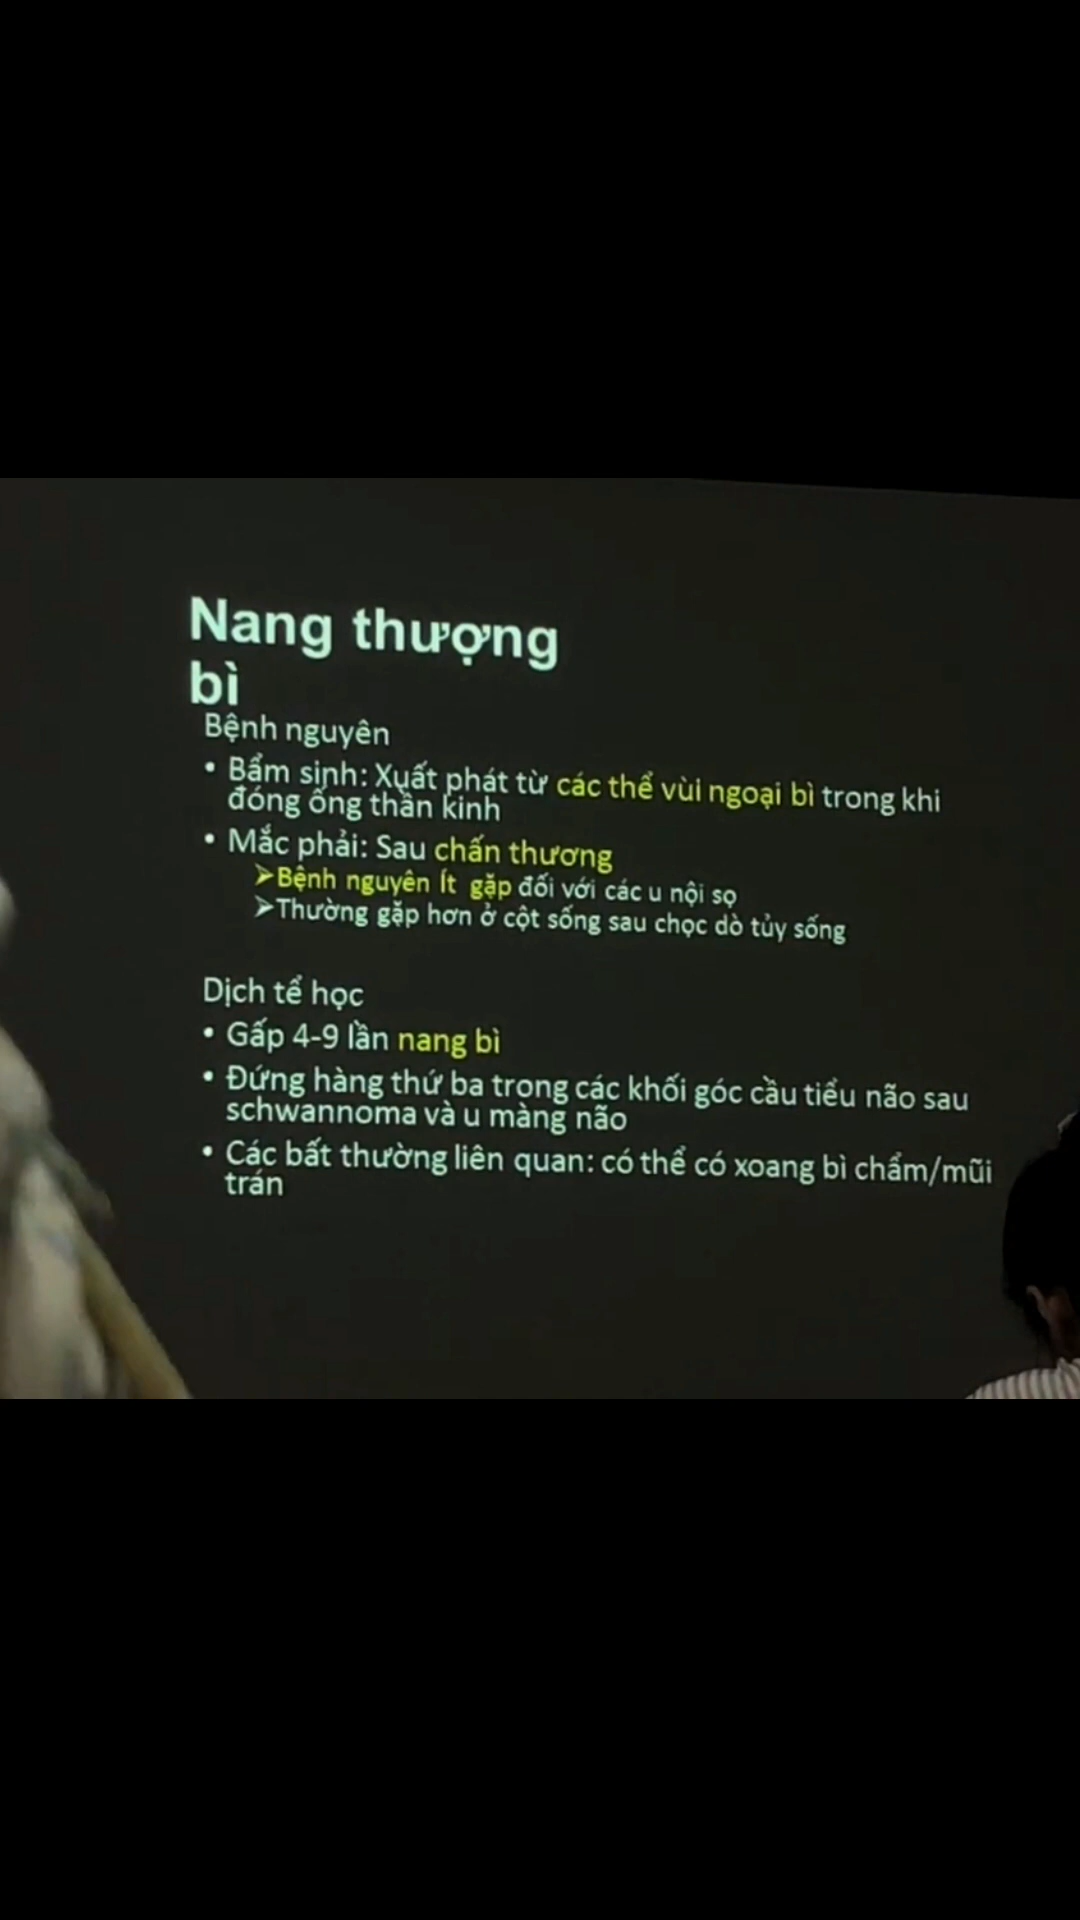 Nang thượng
bì
Bệnh nguyên
• Bẩm sinh: Xuất phát từ các thể vùi ngoại bì trong khi
đóng ống thần kinh
• Mắc phải: Sau chấn thương
➢Bệnh nguyên ít gặp đối với các u nội sọ
➢Thường gặp hơn ở cột sống sau chọc dò tủy sống
Dịch tể học
• Gấp 4-9 lần nang bì
• Đứng hàng thứ ba trong các khối góc cầu tiểu não sau
schwannoma và u màng não
• Các bất thường liên quan: có thể có xoang bì chẩm/mũi
trán